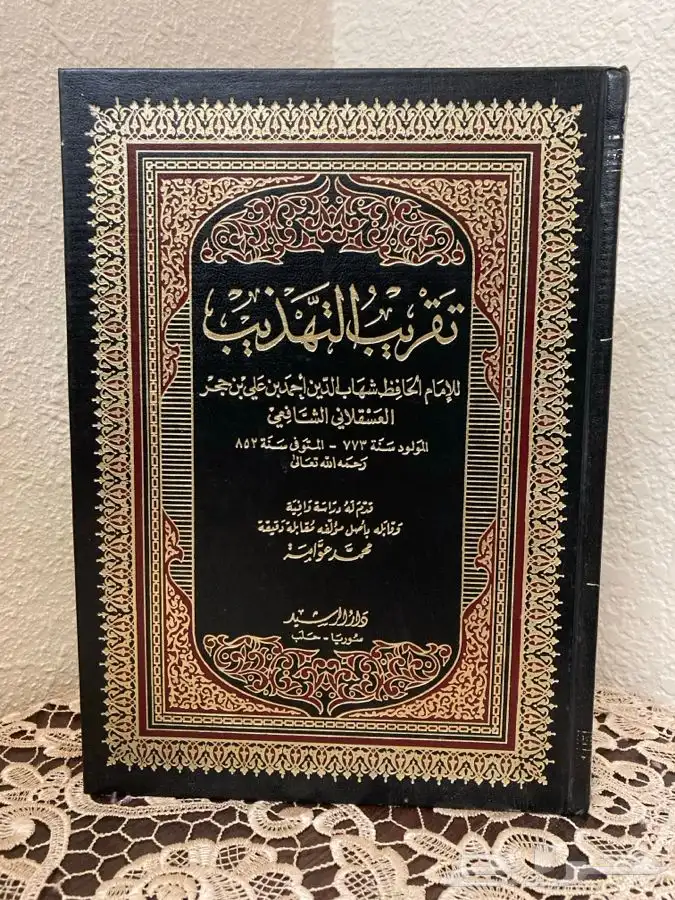 تقريب التهذيب
للإمام الحافظ شهاب الدين أحمد بن علي بن حجر
العسقلاني الشافعي
المولود سنة ٧٧٣ - المتوفى سنة ٨٥٢
رحمه الله تعالى
قدم له دراسة وافية
وقابله بأصل مؤلفه مقابلة دقيقة
محمد عوامة
دار الرشيد
سوريا - حلب